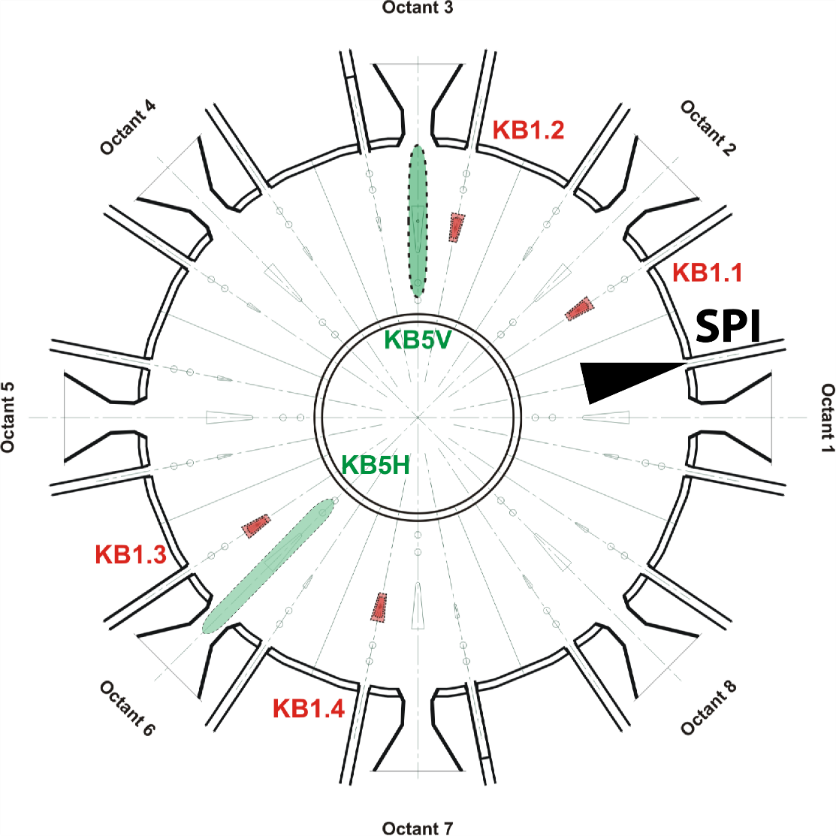 Octant 3
Octant 4
KB1.2
Octant 2
KB1.1
SPI
KB5V
Octant 5
Octant 1
KB5H
KB1.3
Octant 6
KB1.4
Octant 8
Octant 7